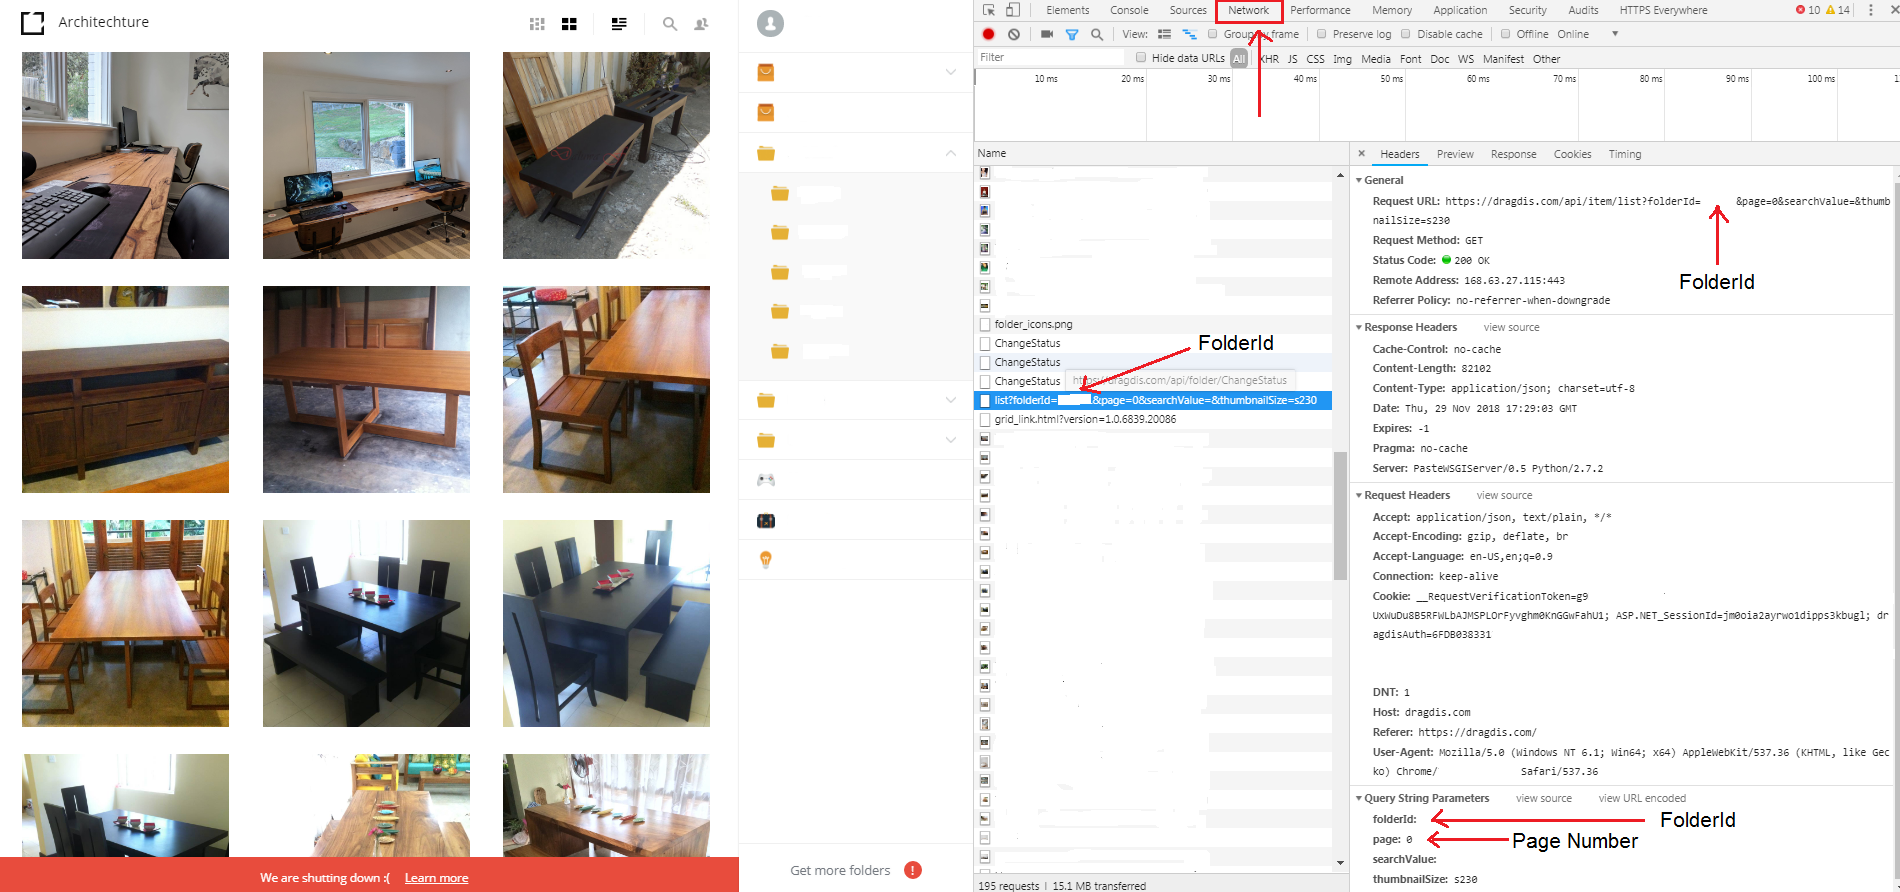 Architechture
We are shutting down :( Learn more
Get more folders !
Elements Console Sources Network Performance Memory Application Security Audits HTTPS Everywhere 10 14
View: Group by frame Preserve log Disable cache Offline Online
Filter Hide data URLs All XHR JS CSS Img Media Font Doc WS Manifest Other
10 ms 20 ms 30 ms 40 ms 50 ms 60 ms 70 ms 80 ms 90 ms 100 ms
Name
folder_icons.png
ChangeStatus
ChangeStatus
ChangeStatus
https://dragdis.com/api/folder/ChangeStatus
list?folderId= &page=0&searchValue=&thumbnailSize=s230
grid_link.html?version=1.0.6839.20086
FolderId
195 requests | 15.1 MB transferred
Headers Preview Response Cookies Timing
General
Request URL: https://dragdis.com/api/item/list?folderId= &page=0&searchValue=&thumb
nailSize=s230
Request Method: GET
Status Code: 200 OK
Remote Address: 168.63.27.115:443
Referrer Policy: no-referrer-when-downgrade
FolderId
Response Headers view source
Cache-Control: no-cache
Content-Length: 82102
Content-Type: application/json; charset=utf-8
Date: Thu, 29 Nov 2018 17:29:03 GMT
Expires: -1
Pragma: no-cache
Server: PasteWSGIServer/0.5 Python/2.7.2
Request Headers view source
Accept: application/json, text/plain, */*
Accept-Encoding: gzip, deflate, br
Accept-Language: en-US,en;q=0.9
Connection: keep-alive
Cookie: __RequestVerificationToken=g9
UxWuDu8B5RFWLbAJMSPLOrFyvghm0KnGGwFahU1; ASP.NET_SessionId=jm0oia2ayrwo1dipps3kbugl; dr
agdisAuth=6FDB038331
DNT: 1
Host: dragdis.com
Referer: https://dragdis.com/
User-Agent: Mozilla/5.0 (Windows NT 6.1; Win64; x64) AppleWebKit/537.36 (KHTML, like Gec
ko) Chrome/ Safari/537.36
Query String Parameters view source view URL encoded
folderId:
FolderId
page: 0
Page Number
searchValue:
thumbnailSize: s230